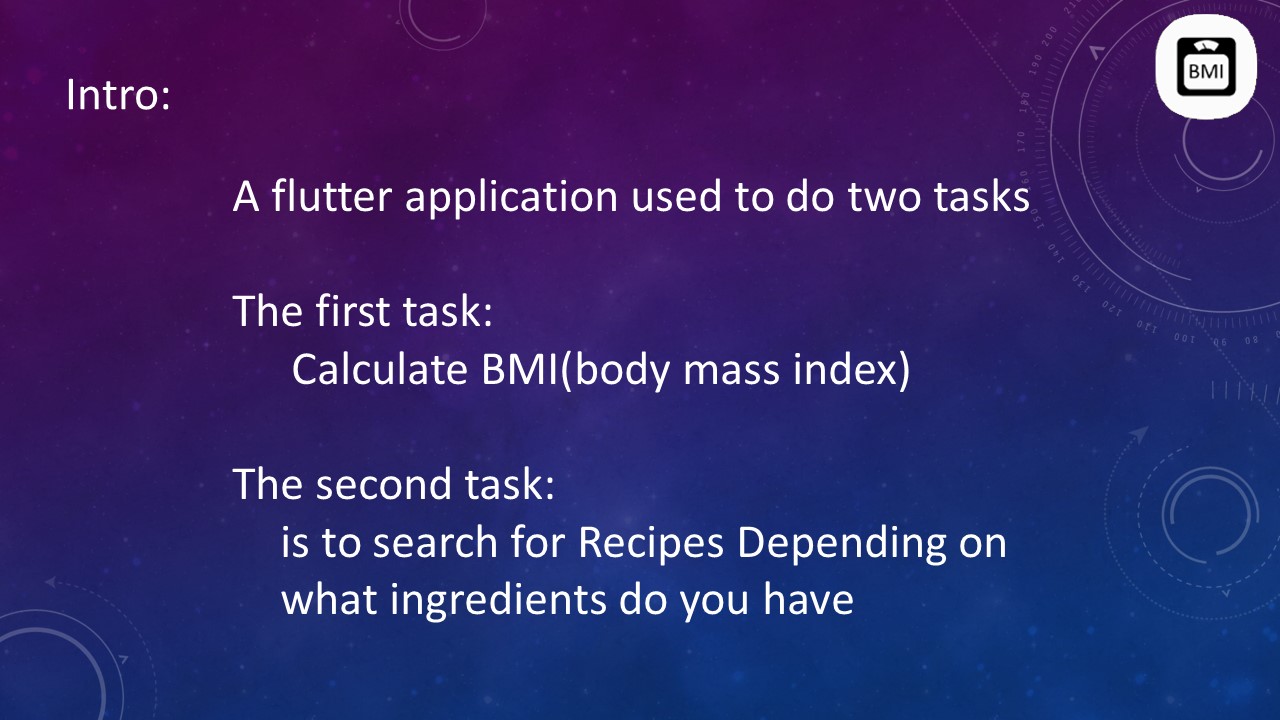 BMI
Intro:
A flutter application used to do two tasks
The first task:
Calculate BMI(body mass index)
The second task:
is to search for Recipes Depending on
what ingredients do you have